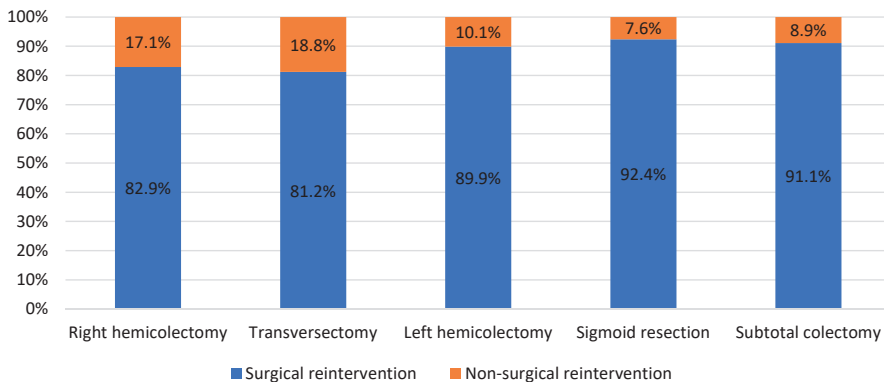 100%
90%
80%
70%
60%
50%
40%
30%
20%
10%
0%
17.1% 18.8% 10.1% 7.6% 8.9%
82.9% 81.2% 89.9% 92.4% 91.1%
Right hemicolectomy Transversectomy Left hemicolectomy Sigmoid resection Subtotal colectomy
Surgical reintervention Non-surgical reintervention